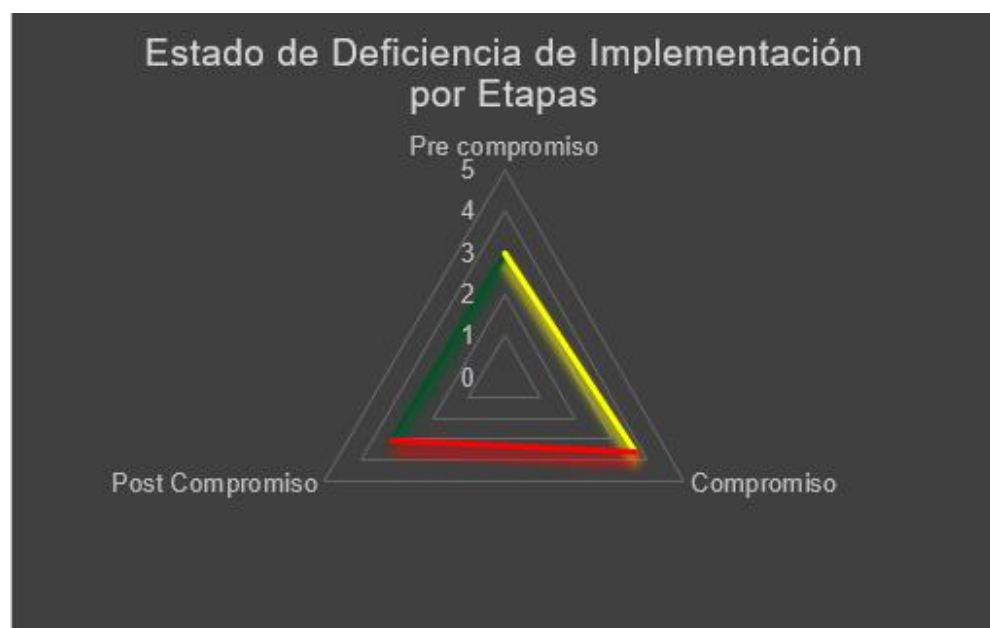 Estado de Deficiencia de Implementación
por Etapas
Pre compromiso
5
4
3
2
1
0
Post Compromiso
Compromiso